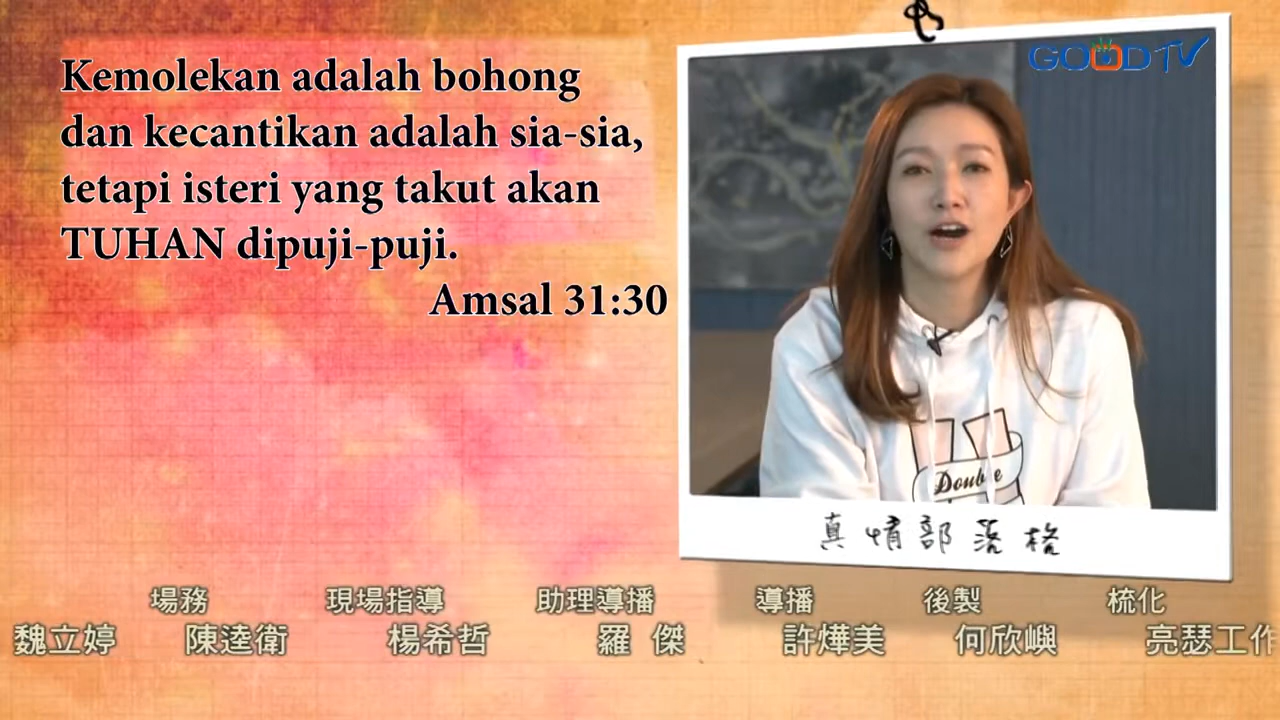 Kemolekan adalah bohong
dan kecantikan adalah sia-sia,
tetapi isteri yang takut akan
TUHAN dipuji-puji.
Amsal 31:30
GOODTV
Double
真情部落格
場務 現場指導 助理導播 導播 後製 梳化
魏立婷 陳逵衛 楊希哲 羅 傑 許燁美 何欣嶼 亮瑟工作